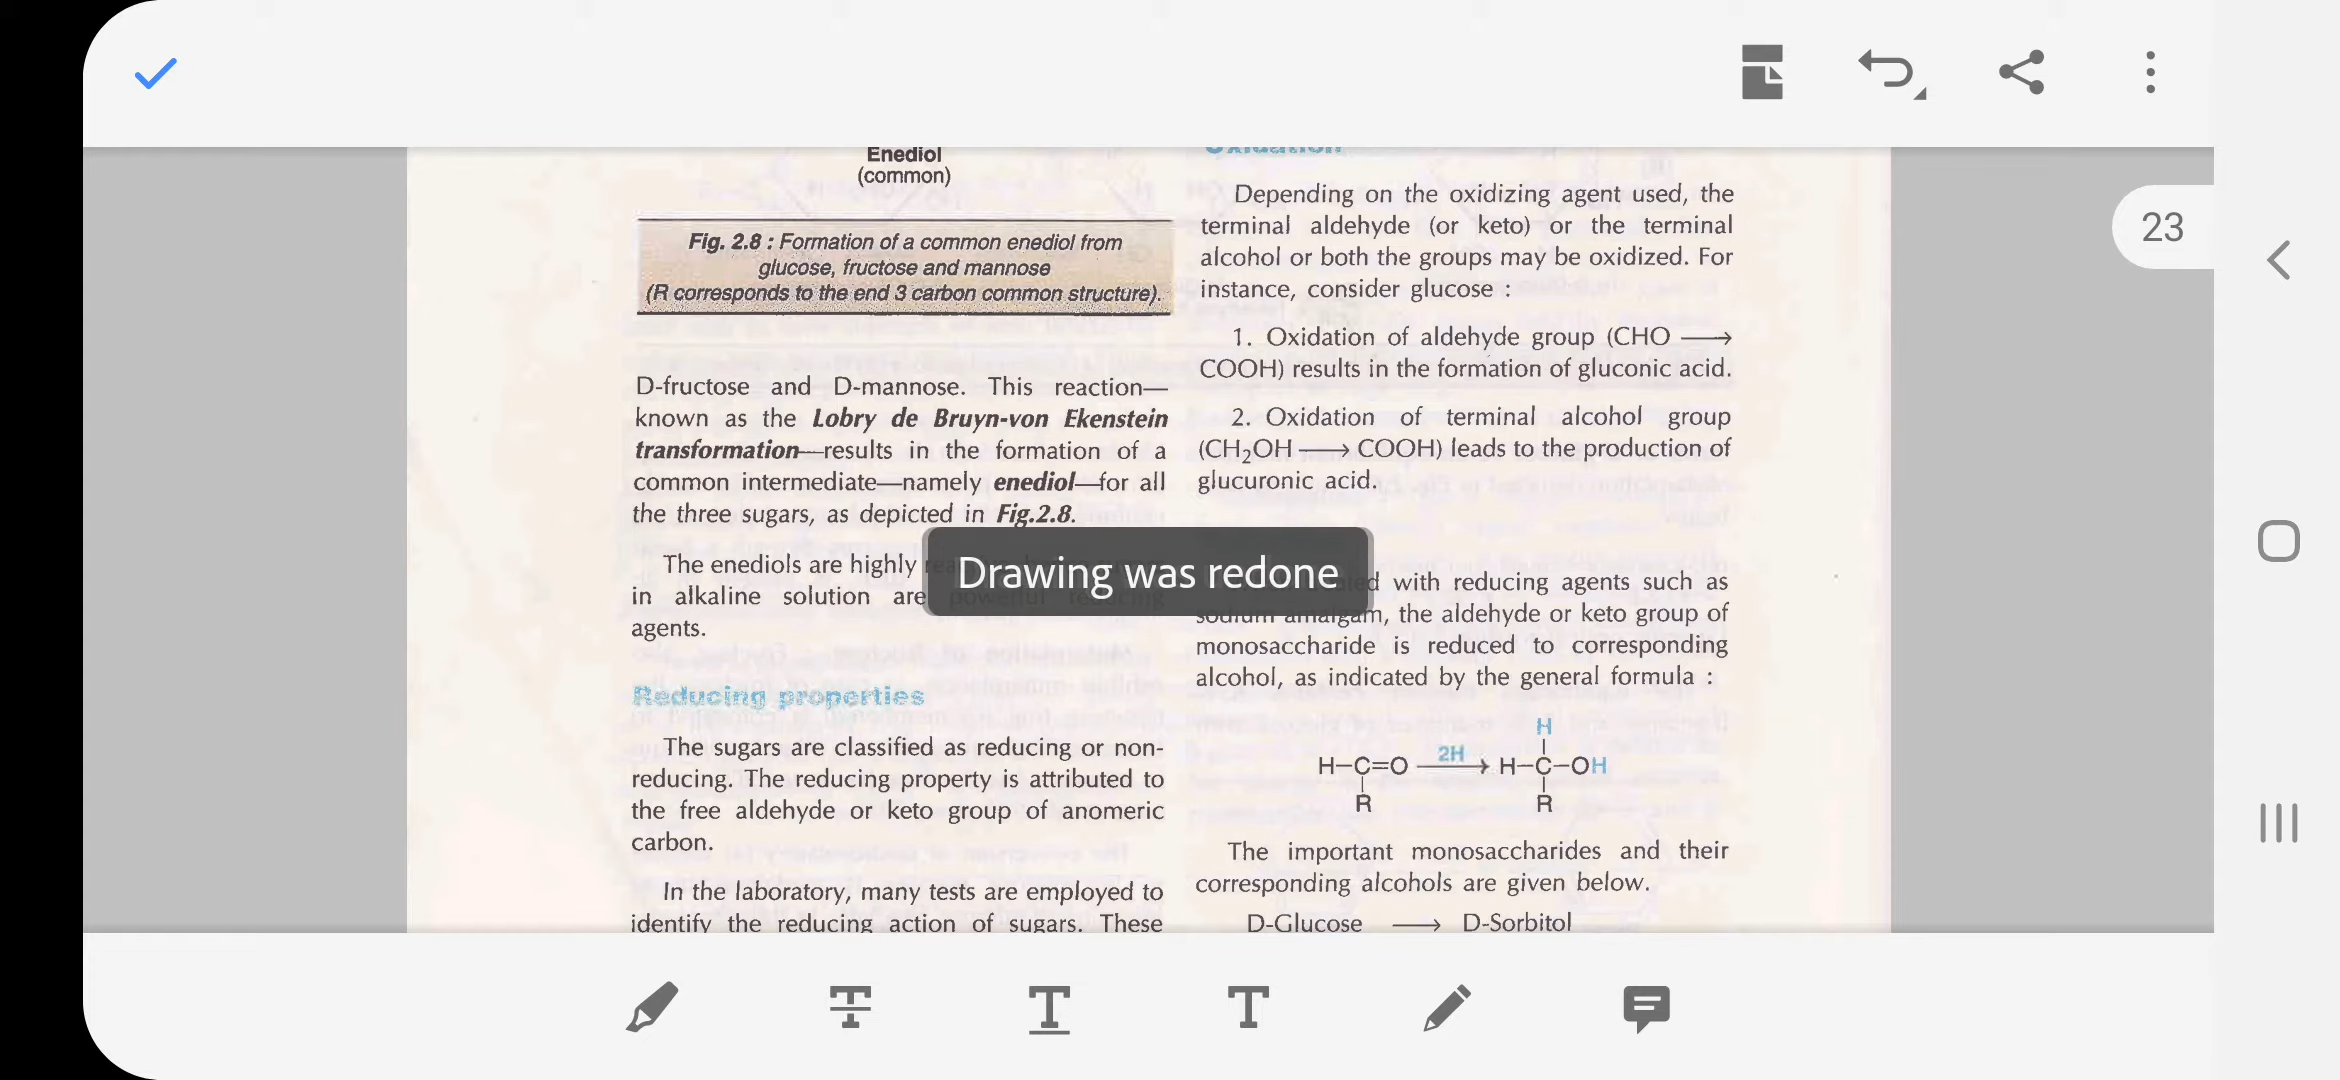 23
Enediol
(common)
Fig. 2.8 : Formation of a common enediol from
glucose, fructose and mannose
(R corresponds to the end 3 carbon common structure).
D-fructose and D-mannose. This reaction—
known as the Lobry de Bruyn-von Ekenstein
transformation—results in the formation of a
common intermediate—namely enediol—for all
the three sugars, as depicted in Fig.2.8.
The enediols are highly
in alkaline solution are powerful reducing
agents.
Reducing properties
The sugars are classified as reducing or non-
reducing. The reducing property is attributed to
the free aldehyde or keto group of anomeric
carbon.
In the laboratory, many tests are employed to
identify the reducing action of sugars. These
Oxidation
Depending on the oxidizing agent used, the
terminal aldehyde (or keto) or the terminal
alcohol or both the groups may be oxidized. For
instance, consider glucose :
1. Oxidation of aldehyde group (CHO ⟶
COOH) results in the formation of gluconic acid.
2. Oxidation of terminal alcohol group
(CH₂OH ⟶ COOH) leads to the production of
glucuronic acid.
Drawing was redone
with reducing agents such as
sodium amalgam, the aldehyde or keto group of
monosaccharide is reduced to corresponding
alcohol, as indicated by the general formula :
H
H–C=O 2H ⟶ H–C–OH
R R
The important monosaccharides and their
corresponding alcohols are given below.
D-Glucose ⟶ D-Sorbitol